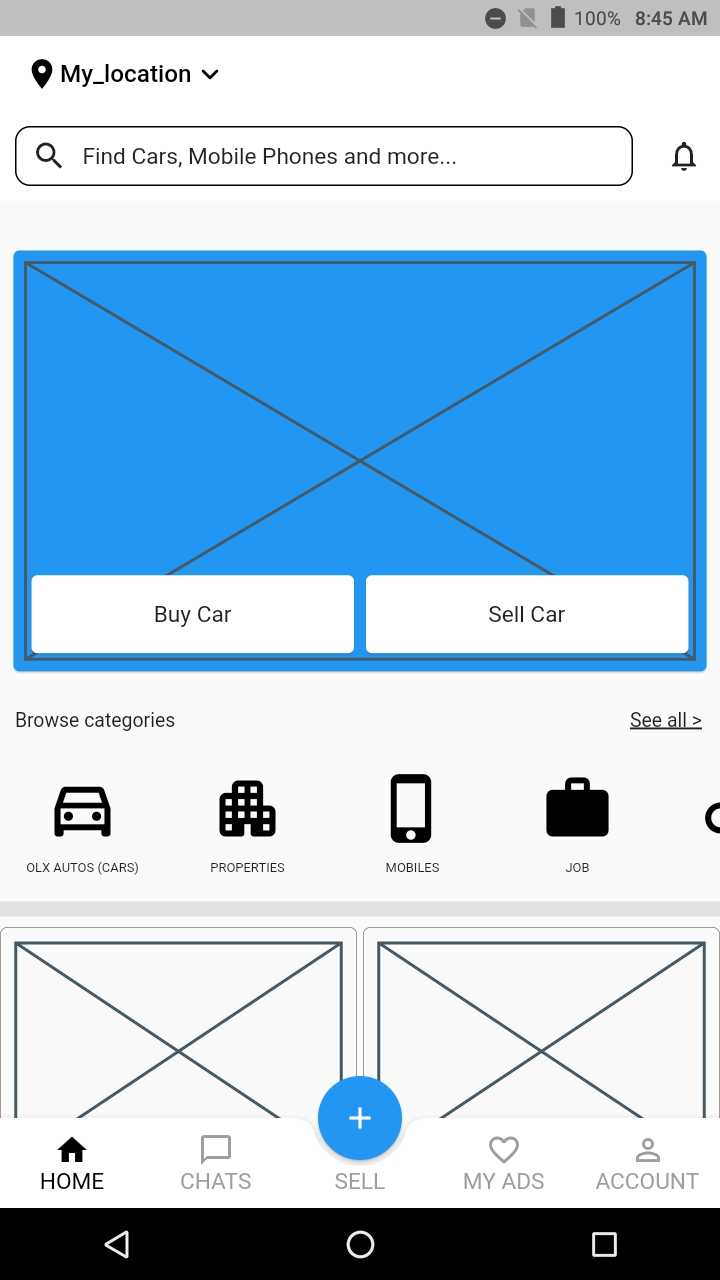 100% 8:45 AM
My_location
Find Cars, Mobile Phones and more...
Buy Car
Sell Car
Browse categories
See all >
OLX AUTOS (CARS)
PROPERTIES
MOBILES
JOB
HOME
CHATS
SELL
MY ADS
ACCOUNT